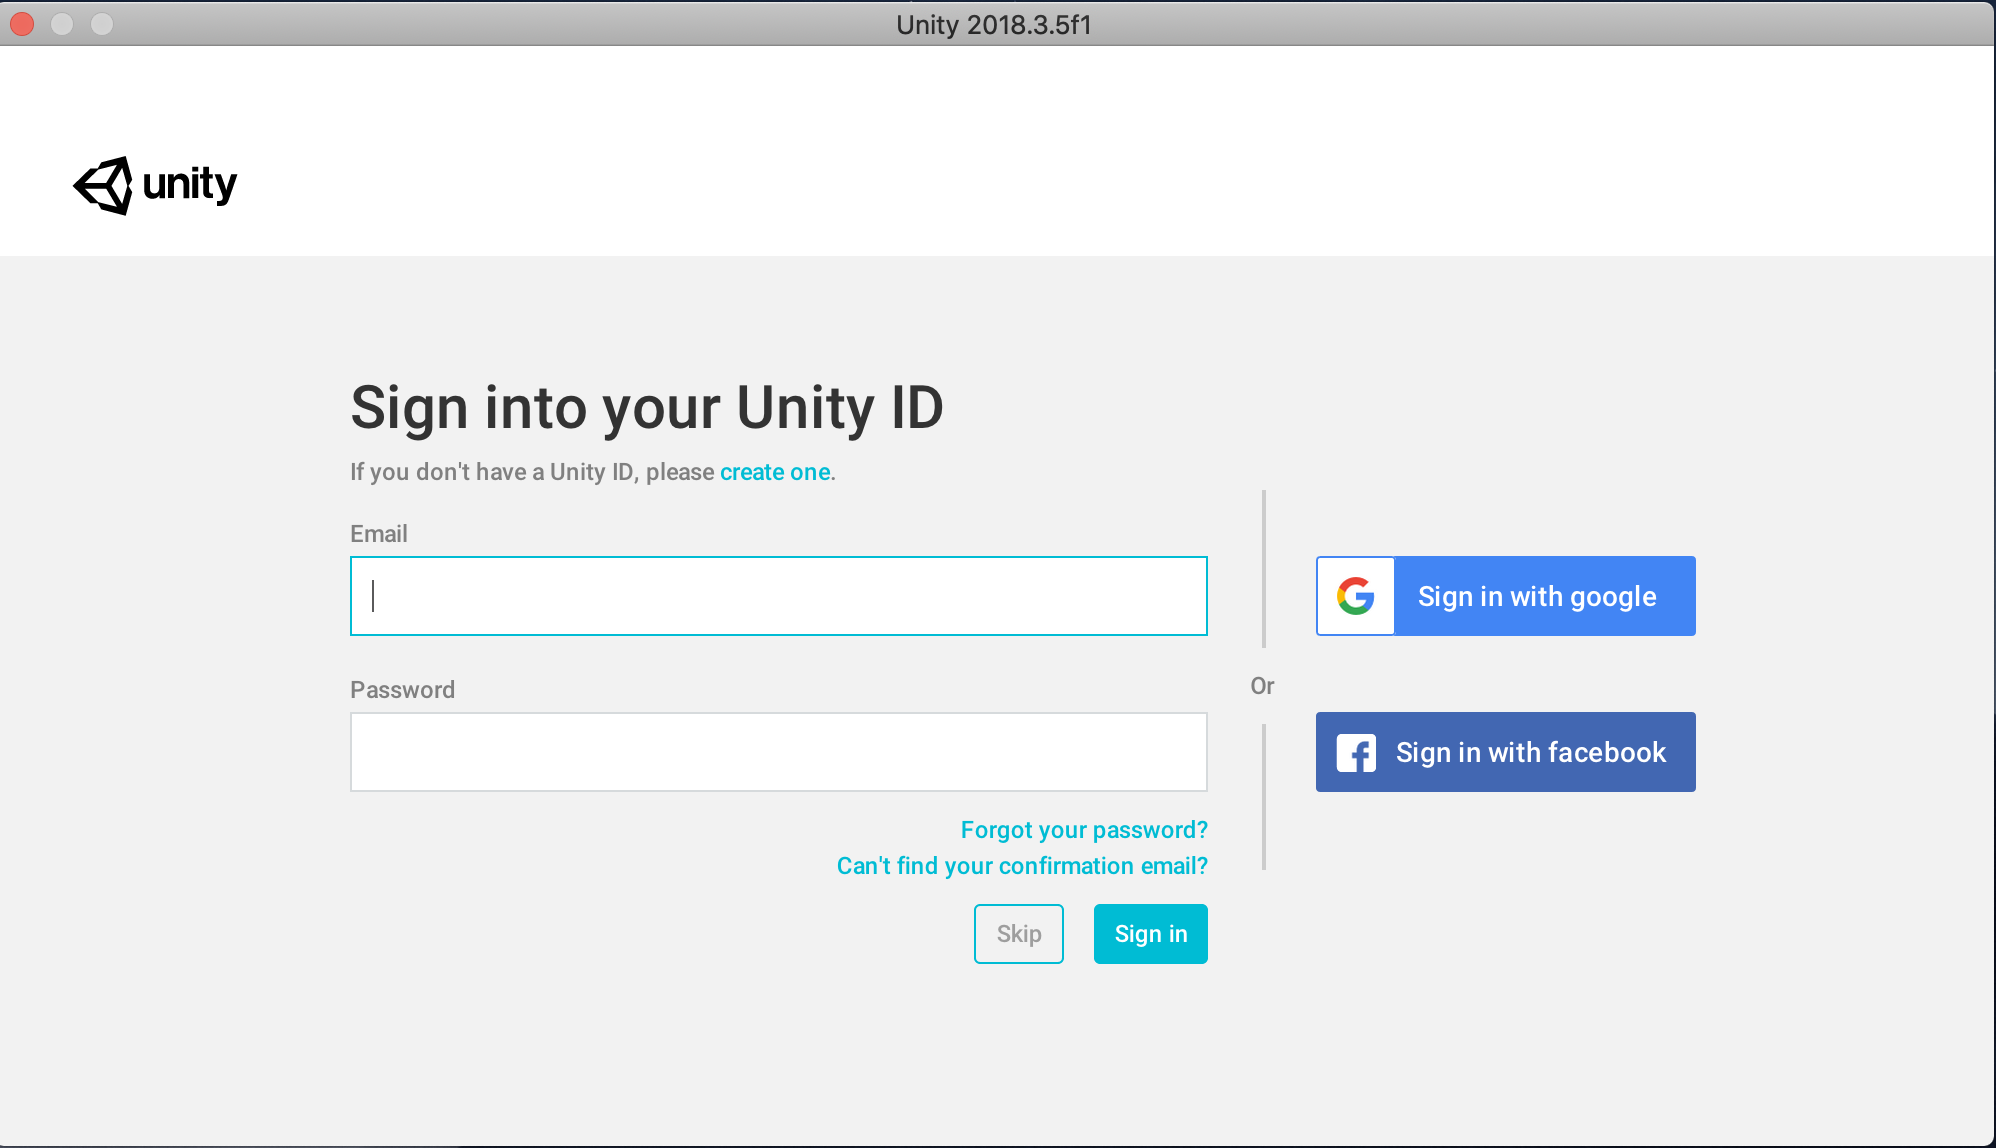 Unity 2018.3.5f1
unity
Sign into your Unity ID
If you don't have a Unity ID, please create one.
Email
Password
Forgot your password?
Can't find your confirmation email?
Skip
Sign in
Or
Sign in with google
Sign in with facebook